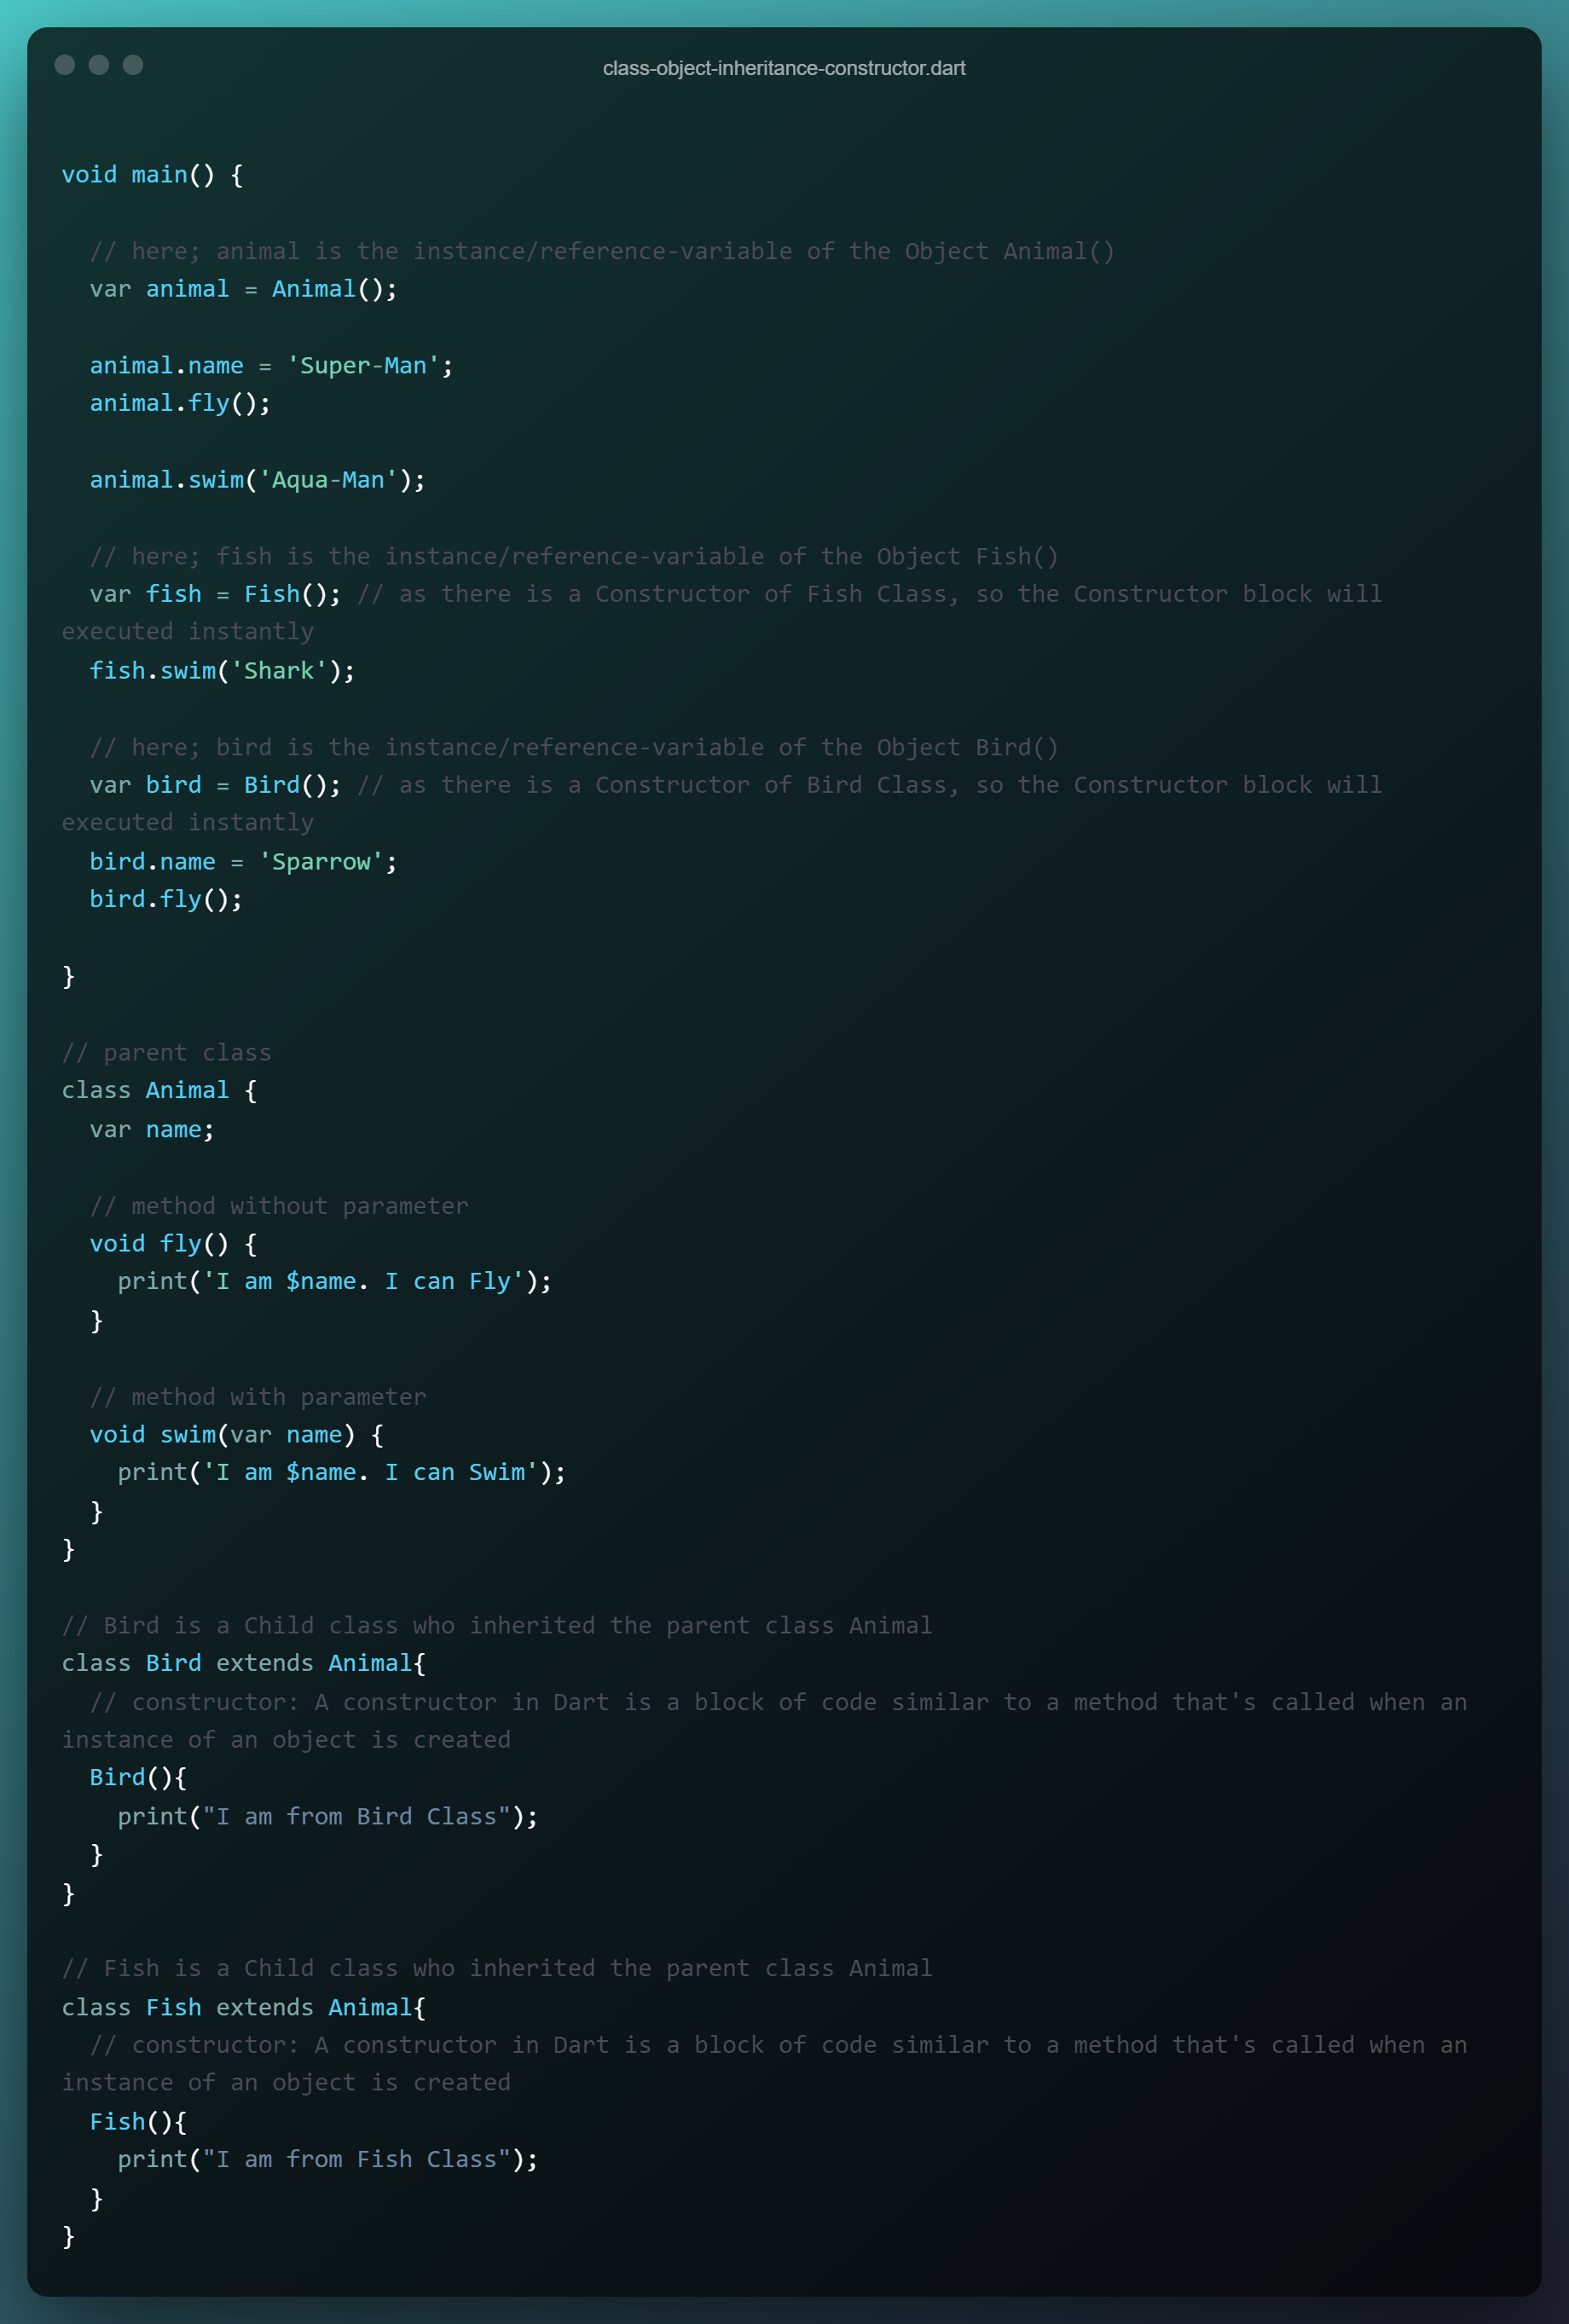 class-object-inheritance-constructor.dart
void main() {
  // here; animal is the instance/reference-variable of the Object Animal()
  var animal = Animal();
  animal.name = 'Super-Man';
  animal.fly();
  animal.swim('Aqua-Man');
  // here; fish is the instance/reference-variable of the Object Fish()
  var fish = Fish(); // as there is a Constructor of Fish Class, so the Constructor block will
executed instantly
  fish.swim('Shark');
  // here; bird is the instance/reference-variable of the Object Bird()
  var bird = Bird(); // as there is a Constructor of Bird Class, so the Constructor block will
executed instantly
  bird.name = 'Sparrow';
  bird.fly();
}
// parent class
class Animal {
  var name;
  // method without parameter
  void fly() {
    print('I am $name. I can Fly');
  }
  // method with parameter
  void swim(var name) {
    print('I am $name. I can Swim');
  }
}
// Bird is a Child class who inherited the parent class Animal
class Bird extends Animal{
  // constructor: A constructor in Dart is a block of code similar to a method that's called when an
instance of an object is created
  Bird(){
    print("I am from Bird Class");
  }
}
// Fish is a Child class who inherited the parent class Animal
class Fish extends Animal{
  // constructor: A constructor in Dart is a block of code similar to a method that's called when an
instance of an object is created
  Fish(){
    print("I am from Fish Class");
  }
}